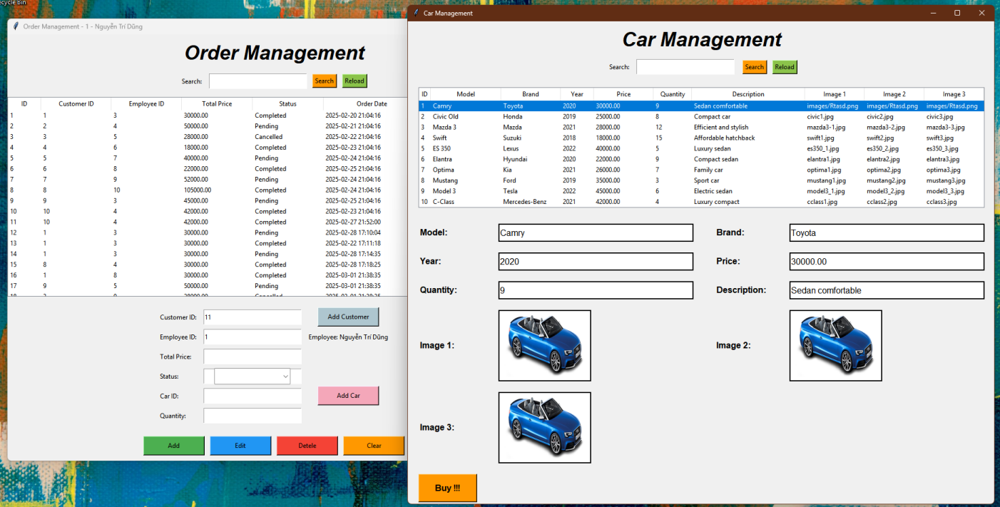 ecycle Bin
Order Management - 1 - Nguyễn Trí Dũng
Order Management
Search: Search Reload
ID Customer ID Employee ID Total Price Status Order Date
1 1 3 30000.00 Completed 2025-02-20 21:04:16
2 2 4 50000.00 Pending 2025-02-21 21:04:16
3 3 5 28000.00 Cancelled 2025-02-22 21:04:16
4 4 6 18000.00 Completed 2025-02-23 21:04:16
5 5 7 40000.00 Pending 2025-02-24 21:04:16
6 6 8 22000.00 Completed 2025-02-25 21:04:16
7 7 9 52000.00 Pending 2025-02-24 21:04:16
8 8 10 105000.00 Completed 2025-02-24 21:04:16
9 9 3 45000.00 Pending 2025-02-25 21:04:16
10 10 4 42000.00 Completed 2025-02-23 21:04:16
11 10 4 42000.00 Completed 2025-02-27 21:52:00
12 1 3 30000.00 Pending 2025-02-28 17:10:04
13 1 3 30000.00 Completed 2025-02-22 17:11:18
14 1 3 30000.00 Pending 2025-02-28 17:14:35
15 8 4 30000.00 Completed 2025-02-28 17:18:25
16 1 8 30000.00 Completed 2025-03-01 21:38:35
17 9 5 50000.00 Pending 2025-03-01 21:38:35
Customer ID: 11 Add Customer
Employee ID: 1 Employee: Nguyễn Trí Dũng
Total Price:
Status:
Car ID: Add Car
Quantity:
Add Edit Detele Clear
Car Management
Car Management
Search: Search Reload
ID Model Brand Year Price Quantity Description Image 1 Image 2 Image 3
1 Camry Toyota 2020 30000.00 9 Sedan comfortable images/Rtasd.png images/Rtasd.png images/Rtasd.png
2 Civic Old Honda 2019 25000.00 8 Compact car civic1.jpg civic2.jpg civic3.jpg
3 Mazda 3 Mazda 2021 28000.00 12 Efficient and stylish mazda3-1.jpg mazda3-2.jpg mazda3-3.jpg
4 Swift Suzuki 2018 18000.00 15 Affordable hatchback swift1.jpg swift2.jpg swift3.jpg
5 ES 350 Lexus 2022 40000.00 5 Luxury sedan es350_1.jpg es350_2.jpg es350_3.jpg
6 Elantra Hyundai 2020 22000.00 9 Compact sedan elantra1.jpg elantra2.jpg elantra3.jpg
7 Optima Kia 2021 26000.00 7 Family car optima1.jpg optima2.jpg optima3.jpg
8 Mustang Ford 2019 35000.00 3 Sport car mustang1.jpg mustang2.jpg mustang3.jpg
9 Model 3 Tesla 2022 45000.00 6 Electric sedan model3_1.jpg model3_2.jpg model3_3.jpg
10 C-Class Mercedes-Benz 2021 42000.00 4 Luxury compact cclass1.jpg cclass2.jpg cclass3.jpg
Model: Camry Brand: Toyota
Year: 2020 Price: 30000.00
Quantity: 9 Description: Sedan comfortable
Image 1: Image 2:
Image 3:
Buy !!!